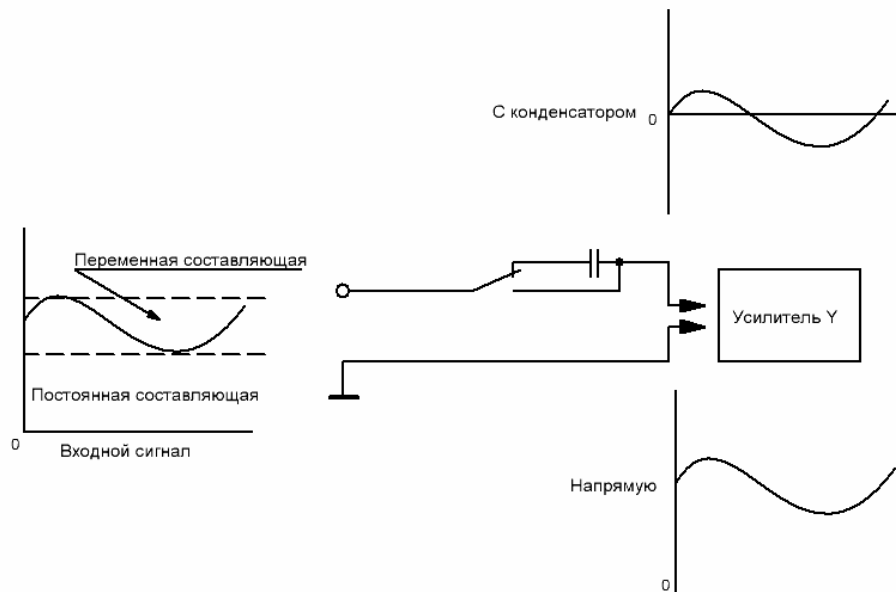 С конденсатором
0
Переменная составляющая
Усилитель Y
Постоянная составляющая
0
Входной сигнал
Напрямую
0